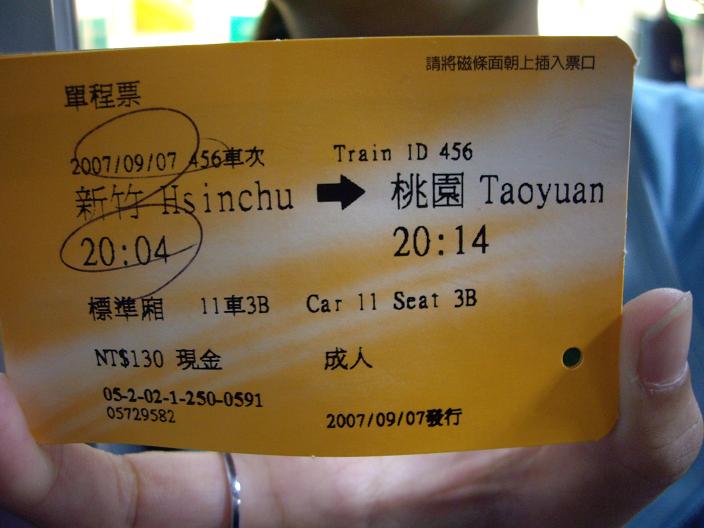 請將磁條面朝上插入票口
單程票
2007/09/07 456車次 Train ID 456
新竹 Hsinchu ➡ 桃園 Taoyuan
20:04 20:14
標準廂 11車3B Car 11 Seat 3B
NT$130 現金 成人
05-2-02-1-250-0591
05729582 2007/09/07發行